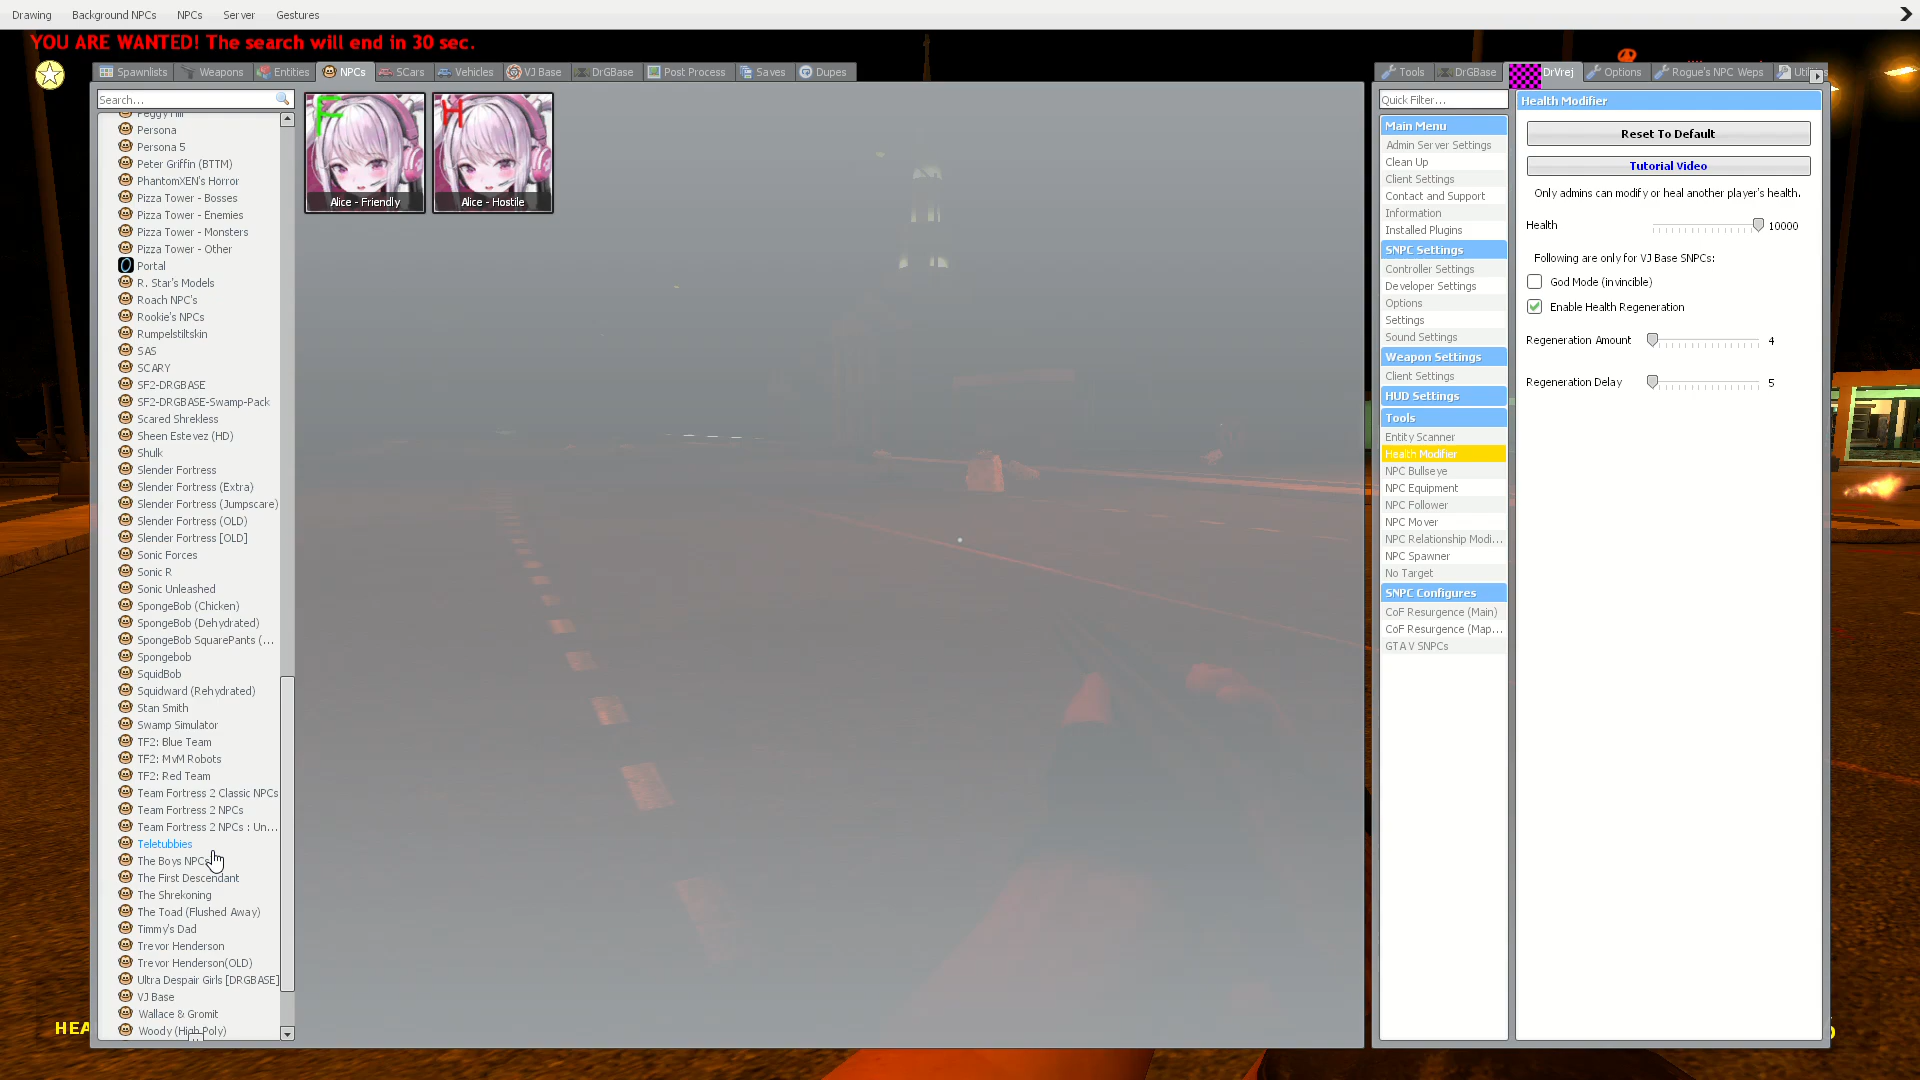 Drawing Background NPCs NPCs Server Gestures
YOU ARE WANTED! The search will end in 30 sec.
Spawnlists Weapons Entities NPCs SCars Vehicles VJ Base DrGBase Post Process Saves Dupes
Search...
Peggy Hill
Persona
Persona 5
Peter Griffin (BTTM)
PhantomXEN's Horror
Pizza Tower - Bosses
Pizza Tower - Enemies
Pizza Tower - Monsters
Pizza Tower - Other
Portal
R. Star's Models
Roach NPC's
Rookie's NPCs
Rumpelstiltskin
SAS
SCARY
SF2-DRGBASE
SF2-DRGBASE-Swamp-Pack
Scared Shrekless
Sheen Estevez (HD)
Shulk
Slender Fortress
Slender Fortress (Extra)
Slender Fortress (Jumpscare)
Slender Fortress (OLD)
Slender Fortress [OLD]
Sonic Forces
Sonic R
Sonic Unleashed
SpongeBob (Chicken)
SpongeBob (Dehydrated)
SpongeBob SquarePants (...
Spongebob
SquidBob
Squidward (Rehydrated)
Stan Smith
Swamp Simulator
TF2: Blue Team
TF2: MvM Robots
TF2: Red Team
Team Fortress 2 Classic NPCs
Team Fortress 2 NPCs
Team Fortress 2 NPCs : Un...
Teletubbies
The Boys NPCs
The First Descendant
The Shrekoning
The Toad (Flushed Away)
Timmy's Dad
Trevor Henderson
Trevor Henderson(OLD)
Ultra Despair Girls [DRGBASE]
VJ Base
Wallace & Gromit
Woody (High Poly)
HEA
F
Alice - Friendly
H
Alice - Hostile
Tools DrGBase DrVrej Options Rogue's NPC Weps Utili
Quick Filter...
Main Menu
Admin Server Settings
Clean Up
Client Settings
Contact and Support
Information
Installed Plugins
SNPC Settings
Controller Settings
Developer Settings
Options
Settings
Sound Settings
Weapon Settings
Client Settings
HUD Settings
Tools
Entity Scanner
Health Modifier
NPC Bullseye
NPC Equipment
NPC Follower
NPC Mover
NPC Relationship Modi...
NPC Spawner
No Target
SNPC Configures
CoF Resurgence (Main)
CoF Resurgence (Map...
GTA V SNPCs
Health Modifier
Reset To Default
Tutorial Video
Only admins can modify or heal another player's health.
Health 10000
Following are only for VJ Base SNPCs:
God Mode (invincible)
Enable Health Regeneration
Regeneration Amount 4
Regeneration Delay 5